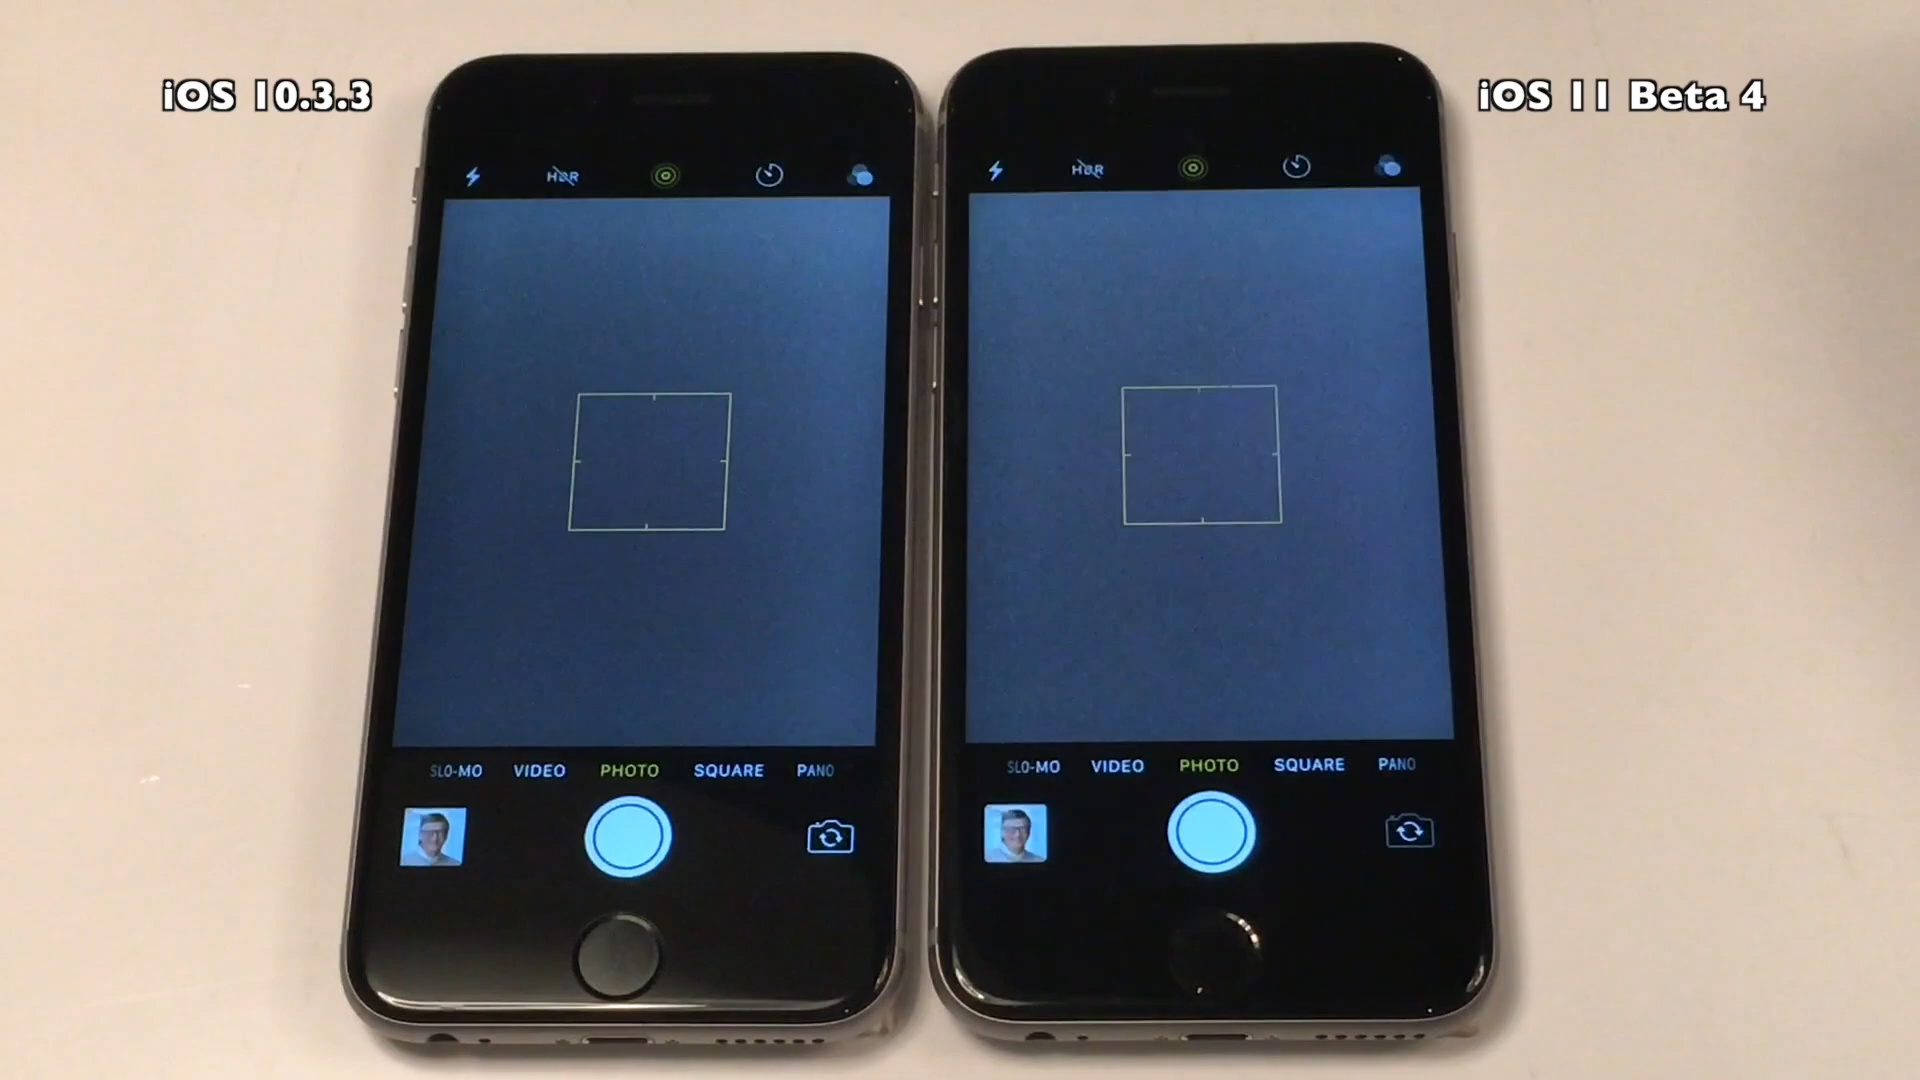 iOS 10.3.3
iOS 11 Beta 4
HDR
HDR
SLO-MO VIDEO PHOTO SQUARE PANO
SLO-MO VIDEO PHOTO SQUARE PANO